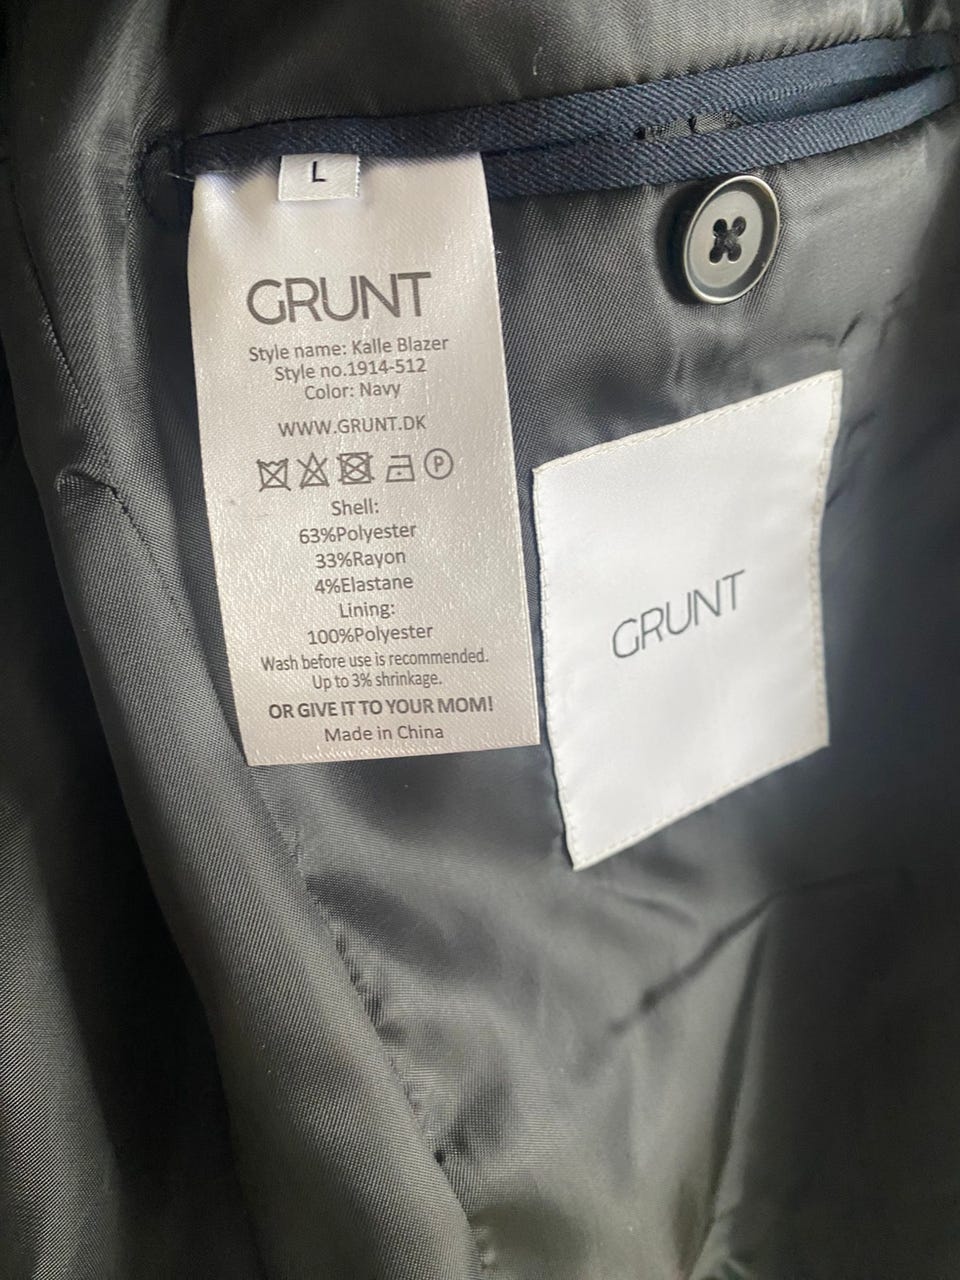 L
GRUNT
Style name: Kalle Blazer
Style no.1914-512
Color: Navy
WWW.GRUNT.DK
P
Shell:
63%Polyester
33%Rayon
4%Elastane
Lining:
100%Polyester
Wash before use is recommended.
Up to 3% shrinkage.
OR GIVE IT TO YOUR MOM!
Made in China
GRUNT